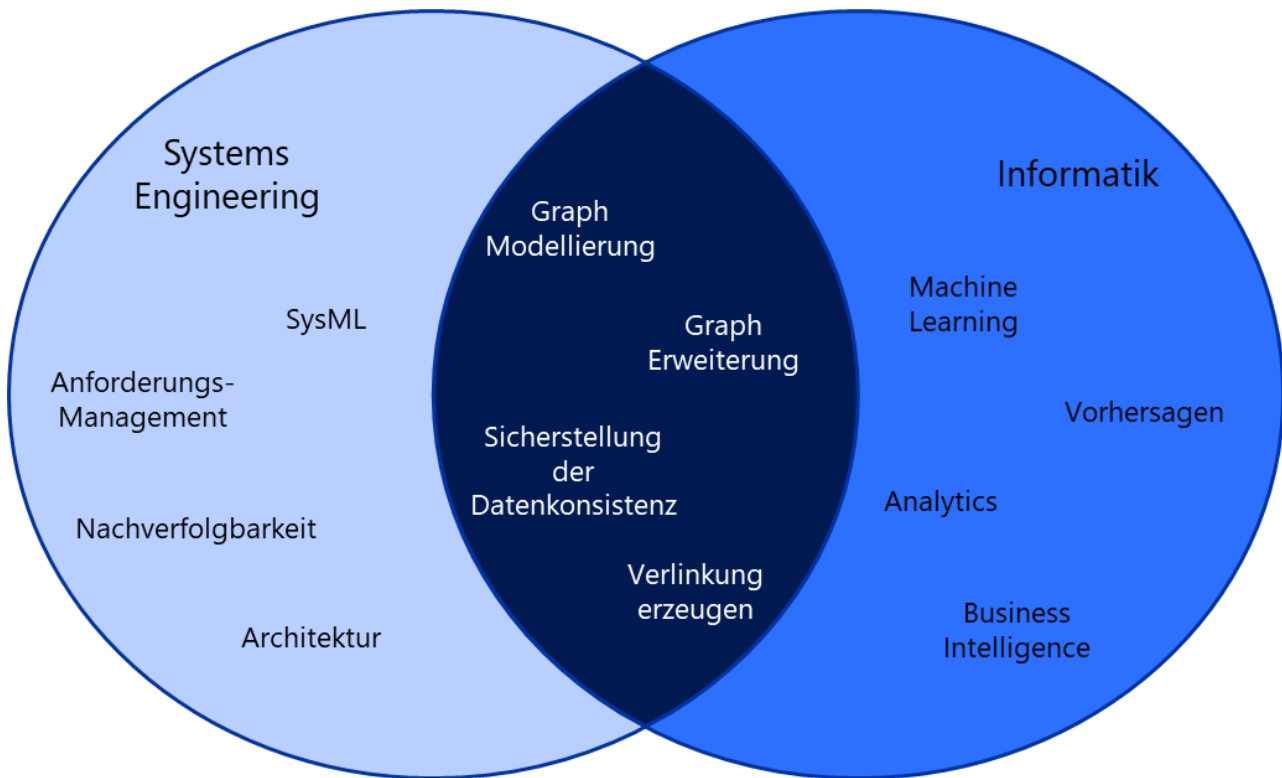 Systems
Engineering
SysML
Anforderungs-
Management
Nachverfolgbarkeit
Architektur
Graph
Modellierung
Graph
Erweiterung
Sicherstellung
der
Datenkonsistenz
Verlinkung
erzeugen
Informatik
Machine
Learning
Vorhersagen
Analytics
Business
Intelligence